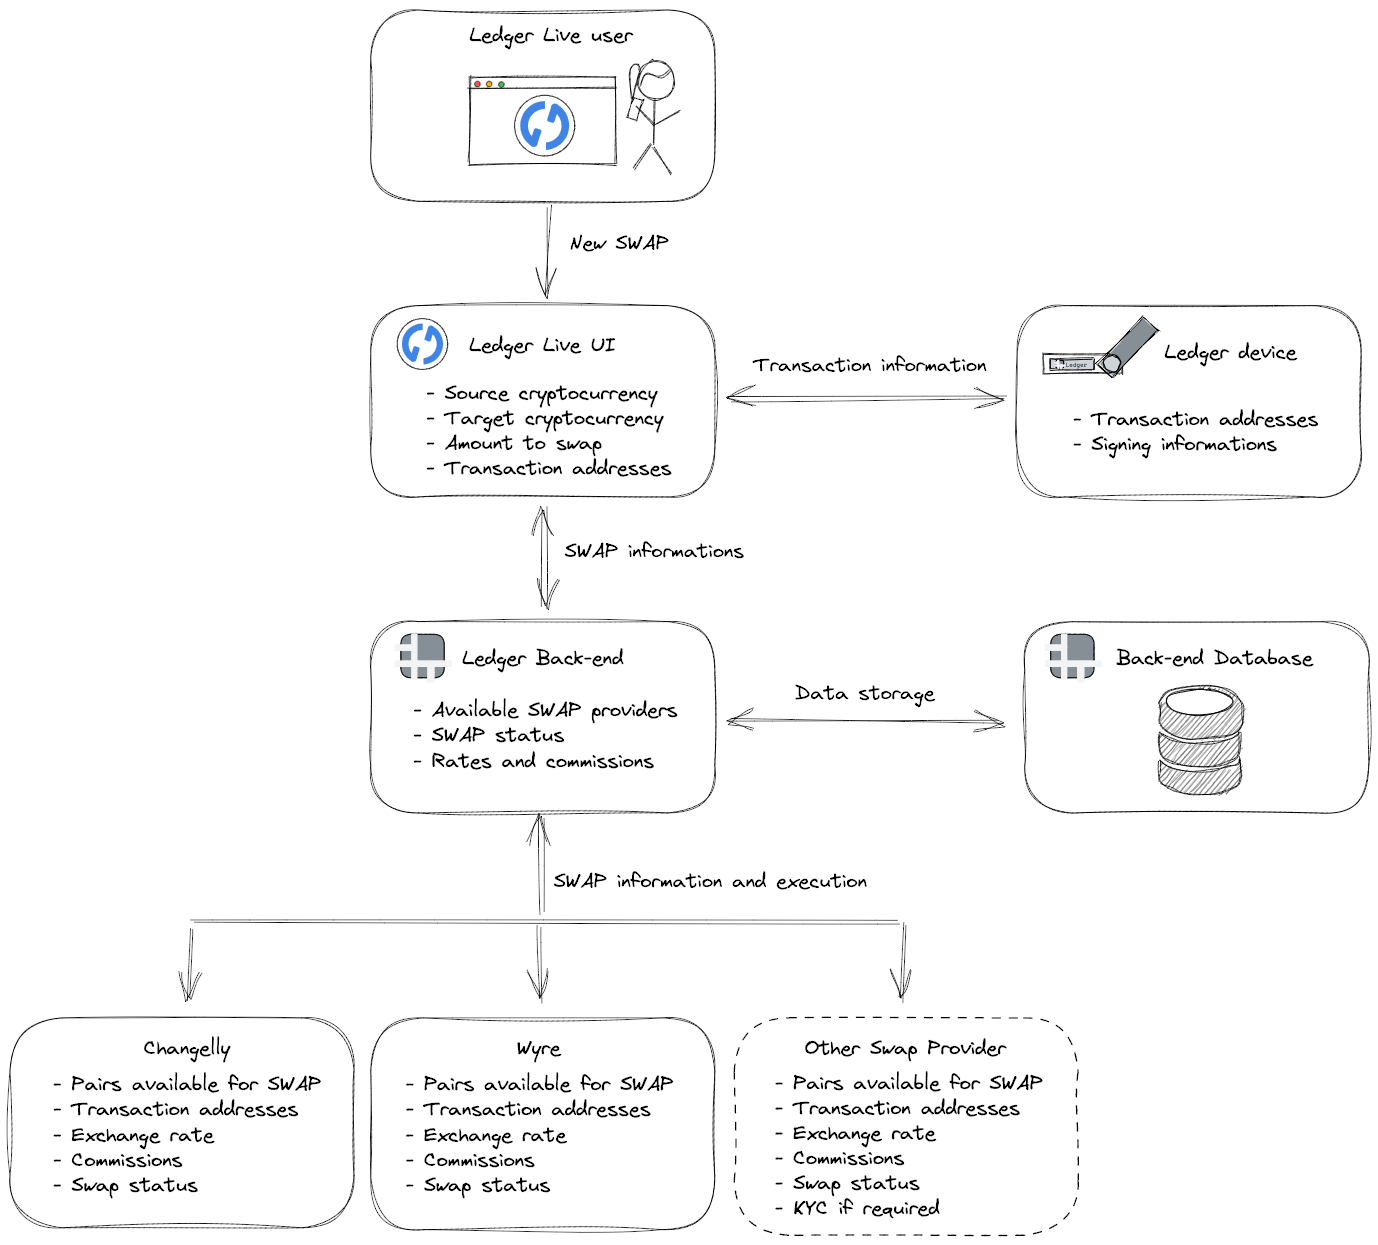 Ledger Live user
New SWAP
Ledger Live UI
- Source cryptocurrency
- Target cryptocurrency
- Amount to swap
- Transaction addresses
Transaction information
Ledger device
Ledger
- Transaction addresses
- Signing informations
SWAP informations
Ledger Back-end
- Available SWAP providers
- SWAP status
- Rates and commissions
Data storage
Back-end Database
SWAP information and execution
Changelly
- Pairs available for SWAP
- Transaction addresses
- Exchange rate
- Commissions
- Swap status
Wyre
- Pairs available for SWAP
- Transaction addresses
- Exchange rate
- Commissions
- Swap status
Other Swap Provider
- Pairs available for SWAP
- Transaction addresses
- Exchange rate
- Commissions
- Swap status
- KYC if required